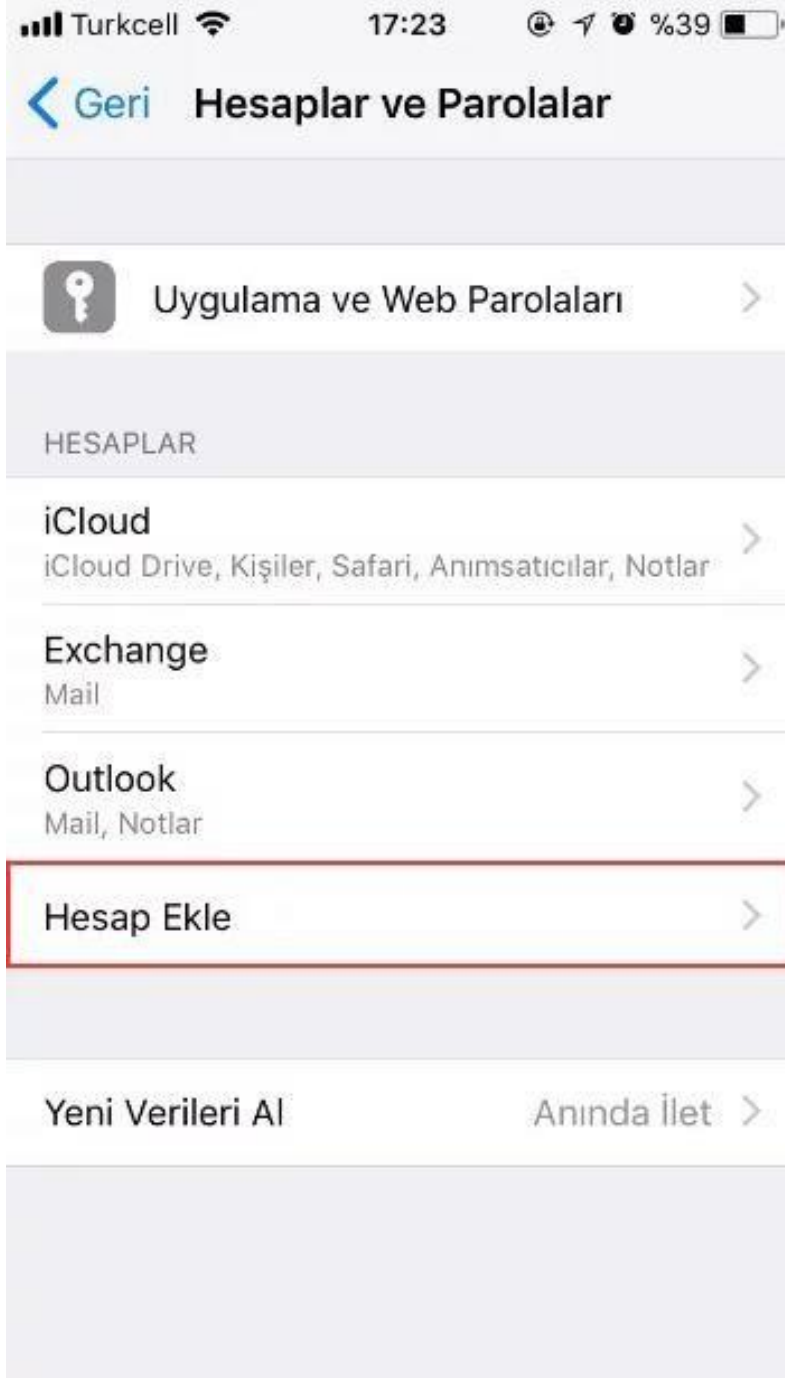 Turkcell 17:23 %39
Geri Hesaplar ve Parolalar
Uygulama ve Web Parolaları
HESAPLAR
iCloud
iCloud Drive, Kişiler, Safari, Anımsatıcılar, Notlar
Exchange
Mail
Outlook
Mail, Notlar
Hesap Ekle
Yeni Verileri Al Anında İlet